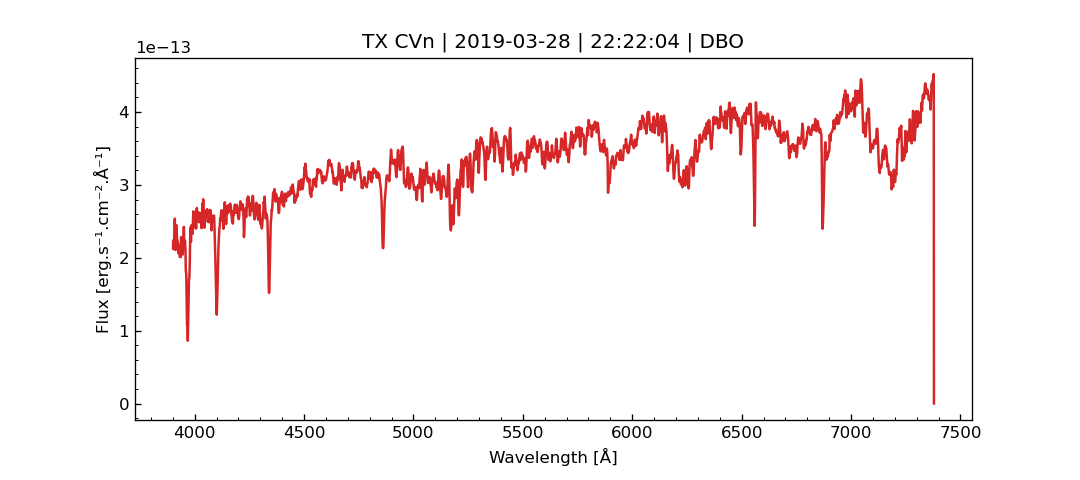 TX CVn | 2019-03-28 | 22:22:04 | DBO
1e−13
4
3
2
1
0
Flux [erg.s⁻¹.cm⁻².Å⁻¹]
4000 4500 5000 5500 6000 6500 7000 7500
Wavelength [Å]